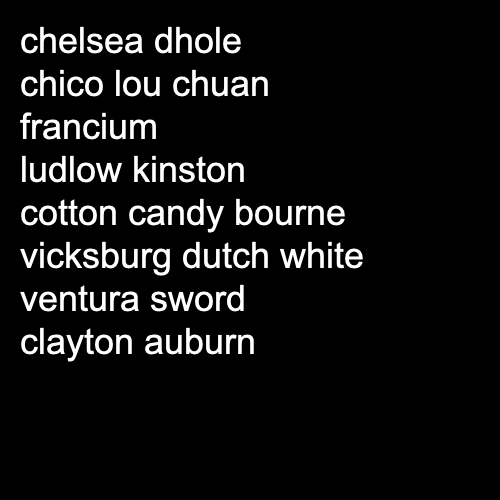 chelsea dhole
chico lou chuan
francium
ludlow kinston
cotton candy bourne
vicksburg dutch white
ventura sword
clayton auburn